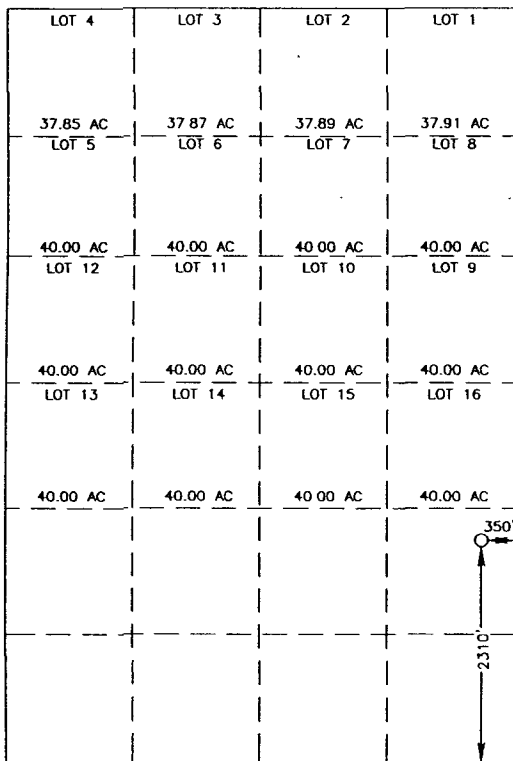 LOT 4 LOT 3 LOT 2 LOT 1
37.85 AC 37 87 AC 37.89 AC 37.91 AC
LOT 5 LOT 6 LOT 7 LOT 8
40.00 AC 40.00 AC 40 00 AC 40.00 AC
LOT 12 LOT 11 LOT 10 LOT 9
40.00 AC 40.00 AC 40.00 AC 40.00 AC
LOT 13 LOT 14 LOT 15 LOT 16
40.00 AC 40.00 AC 40 00 AC 40.00 AC
350'
2310'